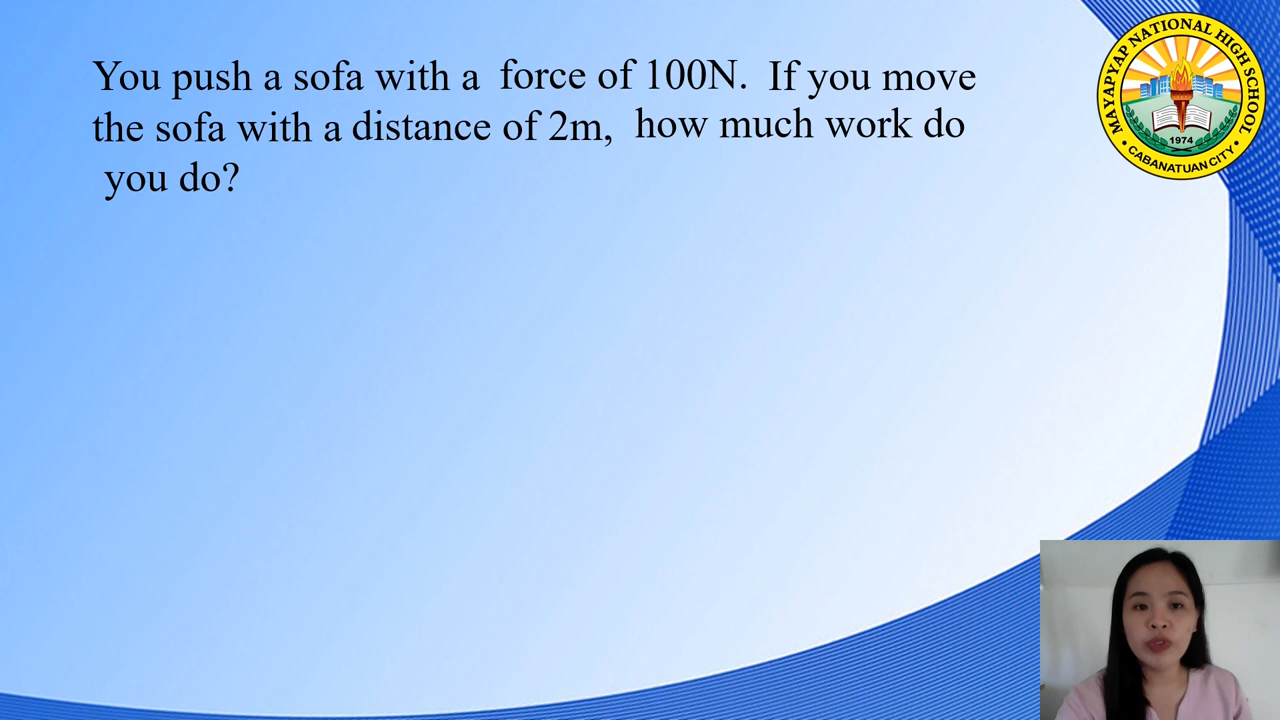 You push a sofa with a force of 100N. If you move
the sofa with a distance of 2m, how much work do
you do?
MAYAPYAP NATIONAL HIGH SCHOOL
1974
• CABANATUAN CITY •